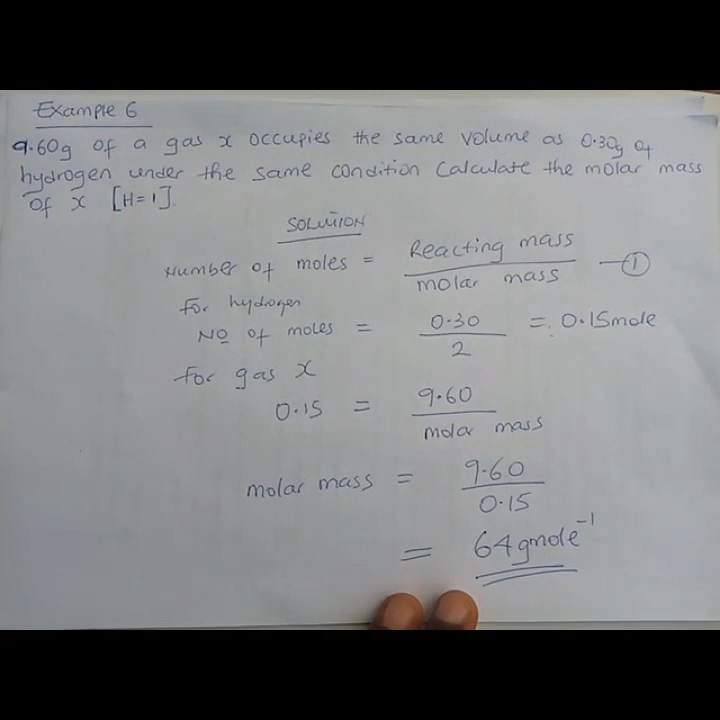 Example 6
9.60g of a gas x occupies the same volume as 0.30g of
hydrogen under the same condition Calculate the molar mass
of x [H=1].
SOLUTION
Number of moles = Reacting mass / molar mass — ①
For hydrogen
No of moles = 0.30 / 2 = 0.15mole
For gas x
0.15 = 9.60 / molar mass
molar mass = 9.60 / 0.15
= 64gmole⁻¹